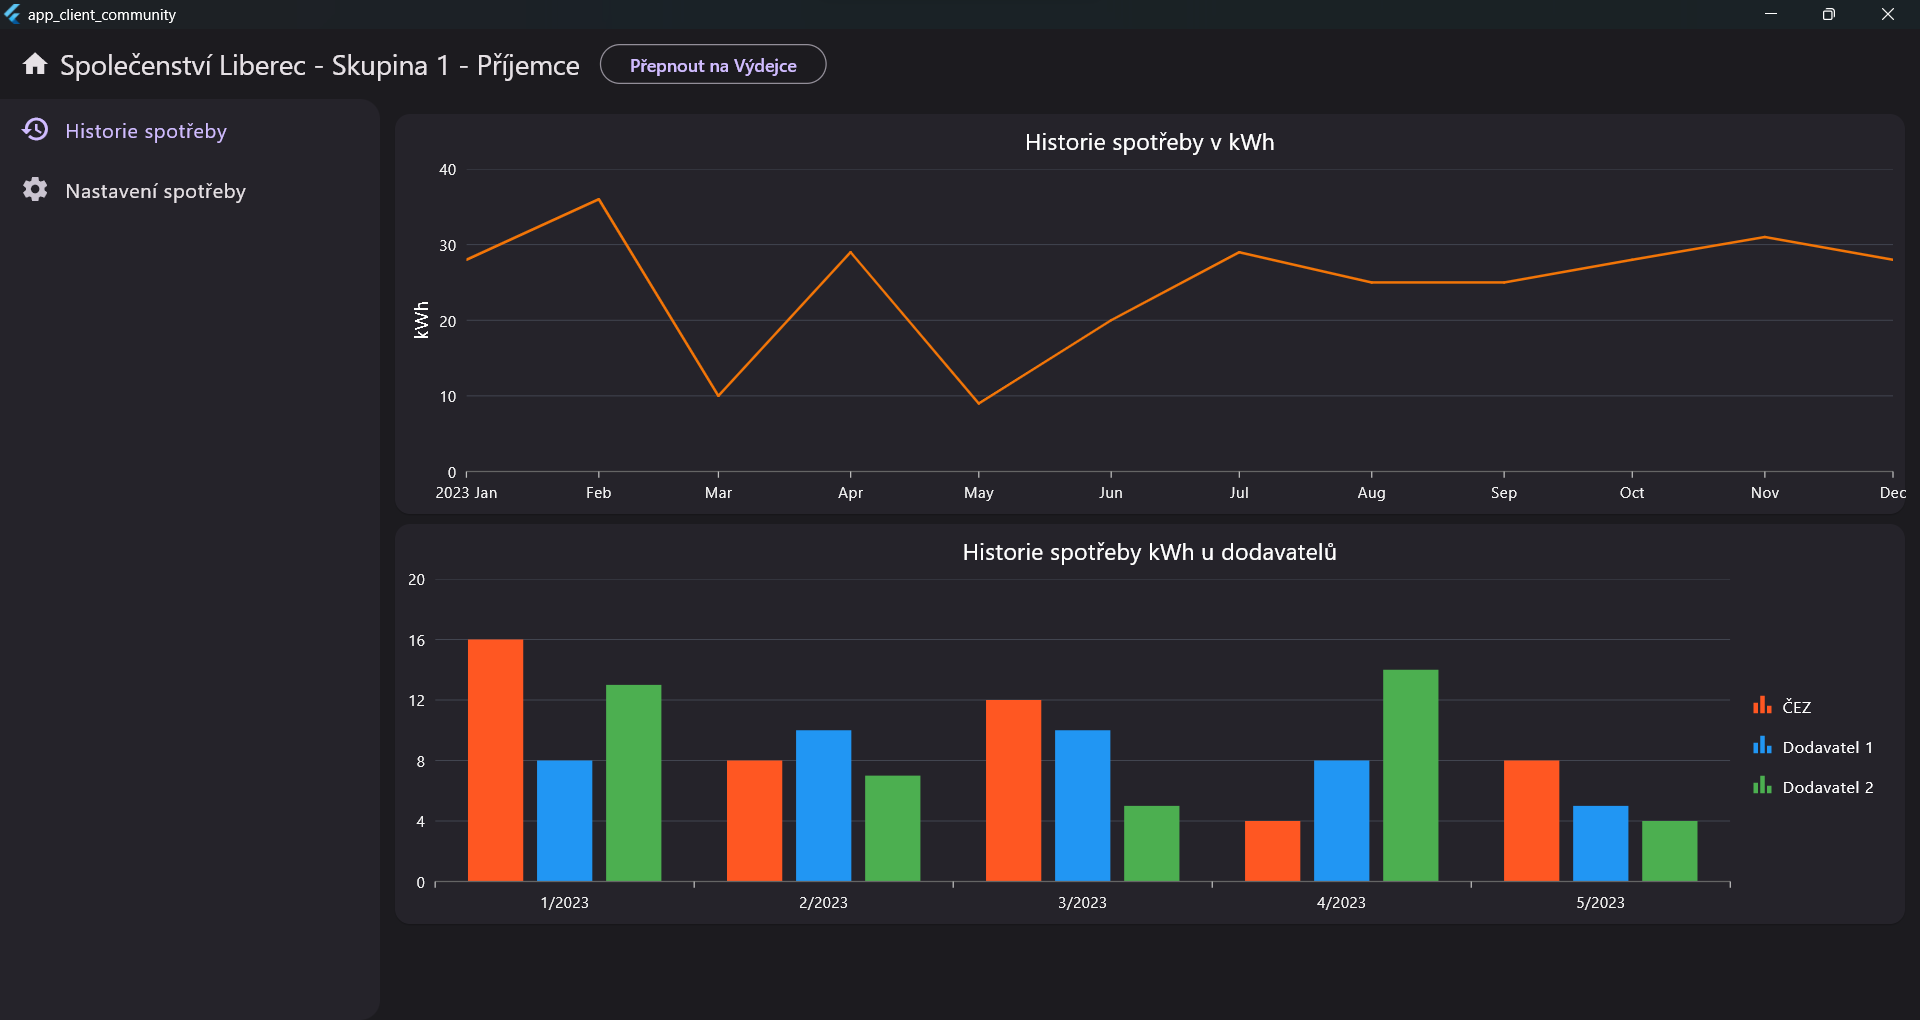 app_client_community
Společenství Liberec - Skupina 1 - Příjemce
Přepnout na Výdejce
Historie spotřeby
Nastavení spotřeby
Historie spotřeby v kWh
40
30
20
10
0
kWh
2023 Jan Feb Mar Apr May Jun Jul Aug Sep Oct Nov Dec
Historie spotřeby kWh u dodavatelů
20
16
12
8
4
0
1/2023 2/2023 3/2023 4/2023 5/2023
ČEZ
Dodavatel 1
Dodavatel 2